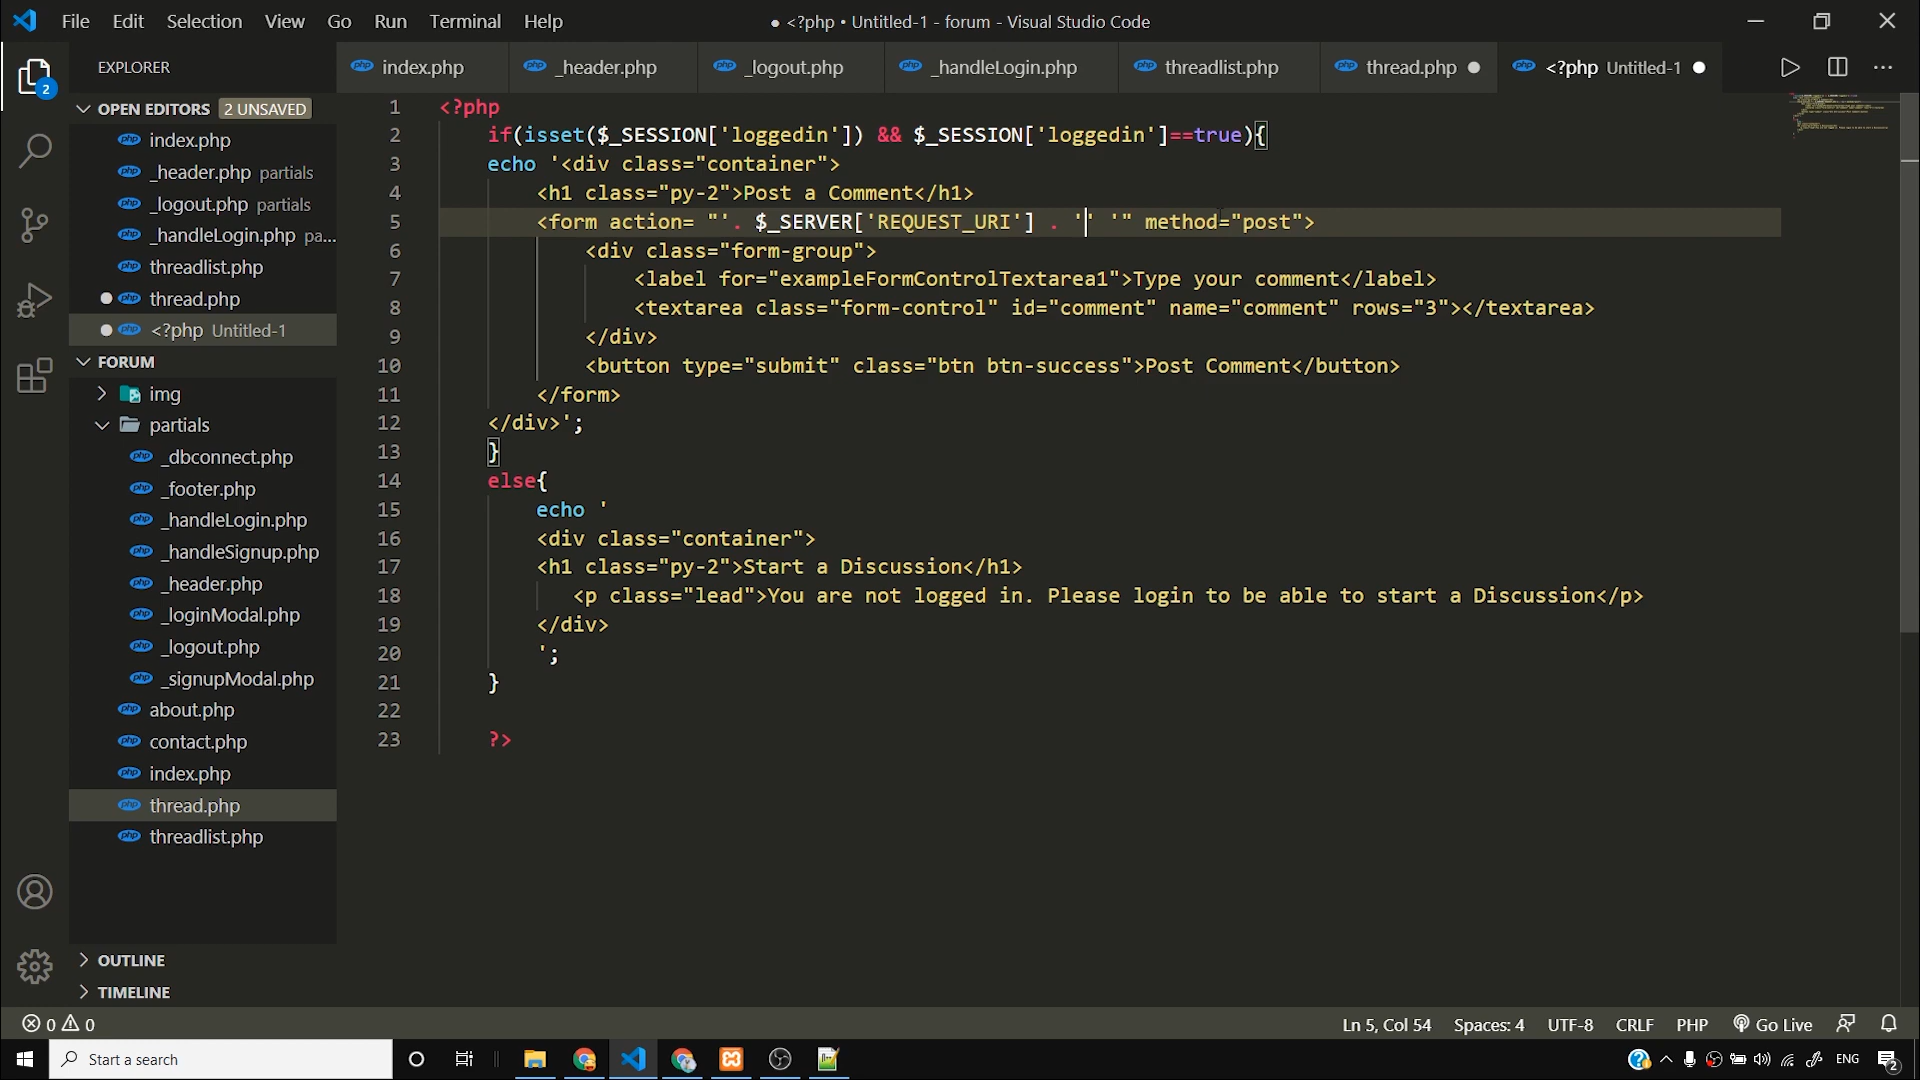 File Edit Selection View Go Run Terminal Help
● <?php • Untitled-1 - forum - Visual Studio Code
EXPLORER
index.php
_header.php
_logout.php
_handleLogin.php
threadlist.php
thread.php
<?php Untitled-1
OPEN EDITORS 2 UNSAVED
index.php
_header.php partials
_logout.php partials
_handleLogin.php pa...
threadlist.php
thread.php
<?php Untitled-1
FORUM
img
partials
_dbconnect.php
_footer.php
_handleLogin.php
_handleSignup.php
_header.php
_loginModal.php
_logout.php
_signupModal.php
about.php
contact.php
index.php
thread.php
threadlist.php
OUTLINE
TIMELINE
1 <?php
2 if(isset($_SESSION['loggedin']) && $_SESSION['loggedin']==true){
3 echo '<div class="container">
4 <h1 class="py-2">Post a Comment</h1>
5 <form action= "'. $_SERVER['REQUEST_URI'] . '' '" method="post">
6 <div class="form-group">
7 <label for="exampleFormControlTextarea1">Type your comment</label>
8 <textarea class="form-control" id="comment" name="comment" rows="3"></textarea>
9 </div>
10 <button type="submit" class="btn btn-success">Post Comment</button>
11 </form>
12 </div>';
13 }
14 else{
15 echo '
16 <div class="container">
17 <h1 class="py-2">Start a Discussion</h1>
18 <p class="lead">You are not logged in. Please login to be able to start a Discussion</p>
19 </div>
20 ';
21 }
22
23 ?>
0 0
Ln 5, Col 54 Spaces: 4 UTF-8 CRLF PHP Go Live
2
Start a search
ENG
2